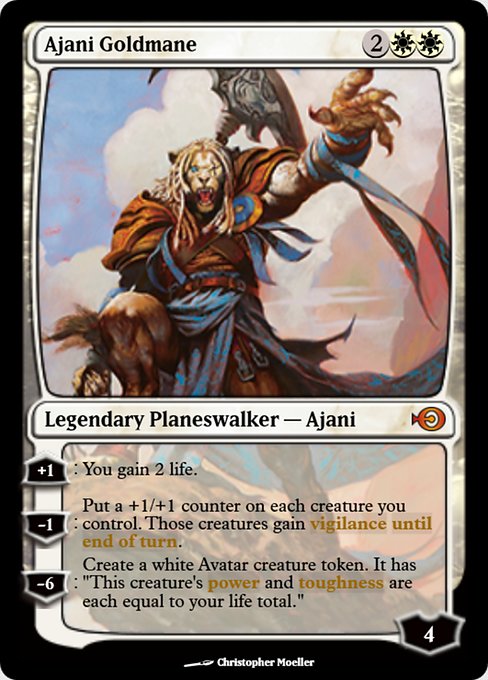 Ajani Goldmane 2
Legendary Planeswalker — Ajani
+1 : You gain 2 life.
Put a +1/+1 counter on each creature you
-1 : control. Those creatures gain vigilance until
end of turn.
Create a white Avatar creature token. It has
-6 : "This creature's power and toughness are
each equal to your life total."
4
Christopher Moeller